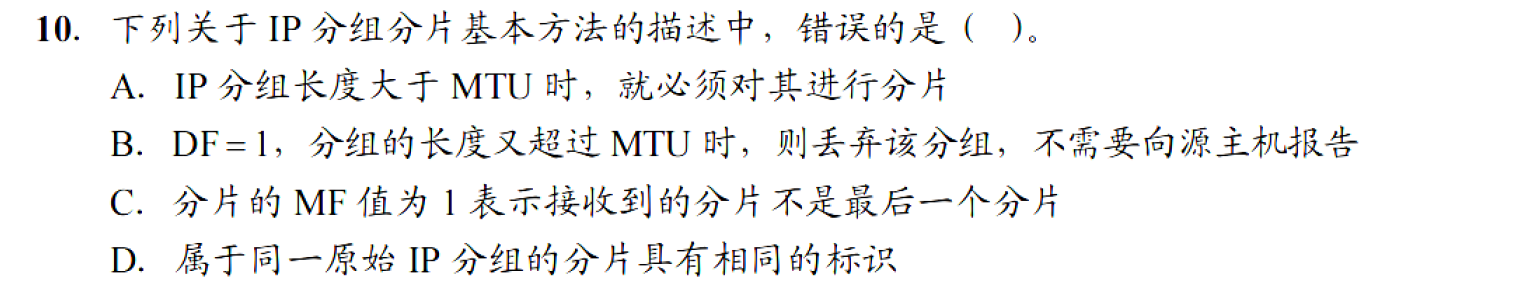 10. 下列关于 IP 分组分片基本方法的描述中，错误的是（ ）。
A. IP 分组长度大于 MTU 时，就必须对其进行分片
B. DF=1，分组的长度又超过 MTU 时，则丢弃该分组，不需要向源主机报告
C. 分片的 MF 值为 1 表示接收到的分片不是最后一个分片
D. 属于同一原始 IP 分组的分片具有相同的标识